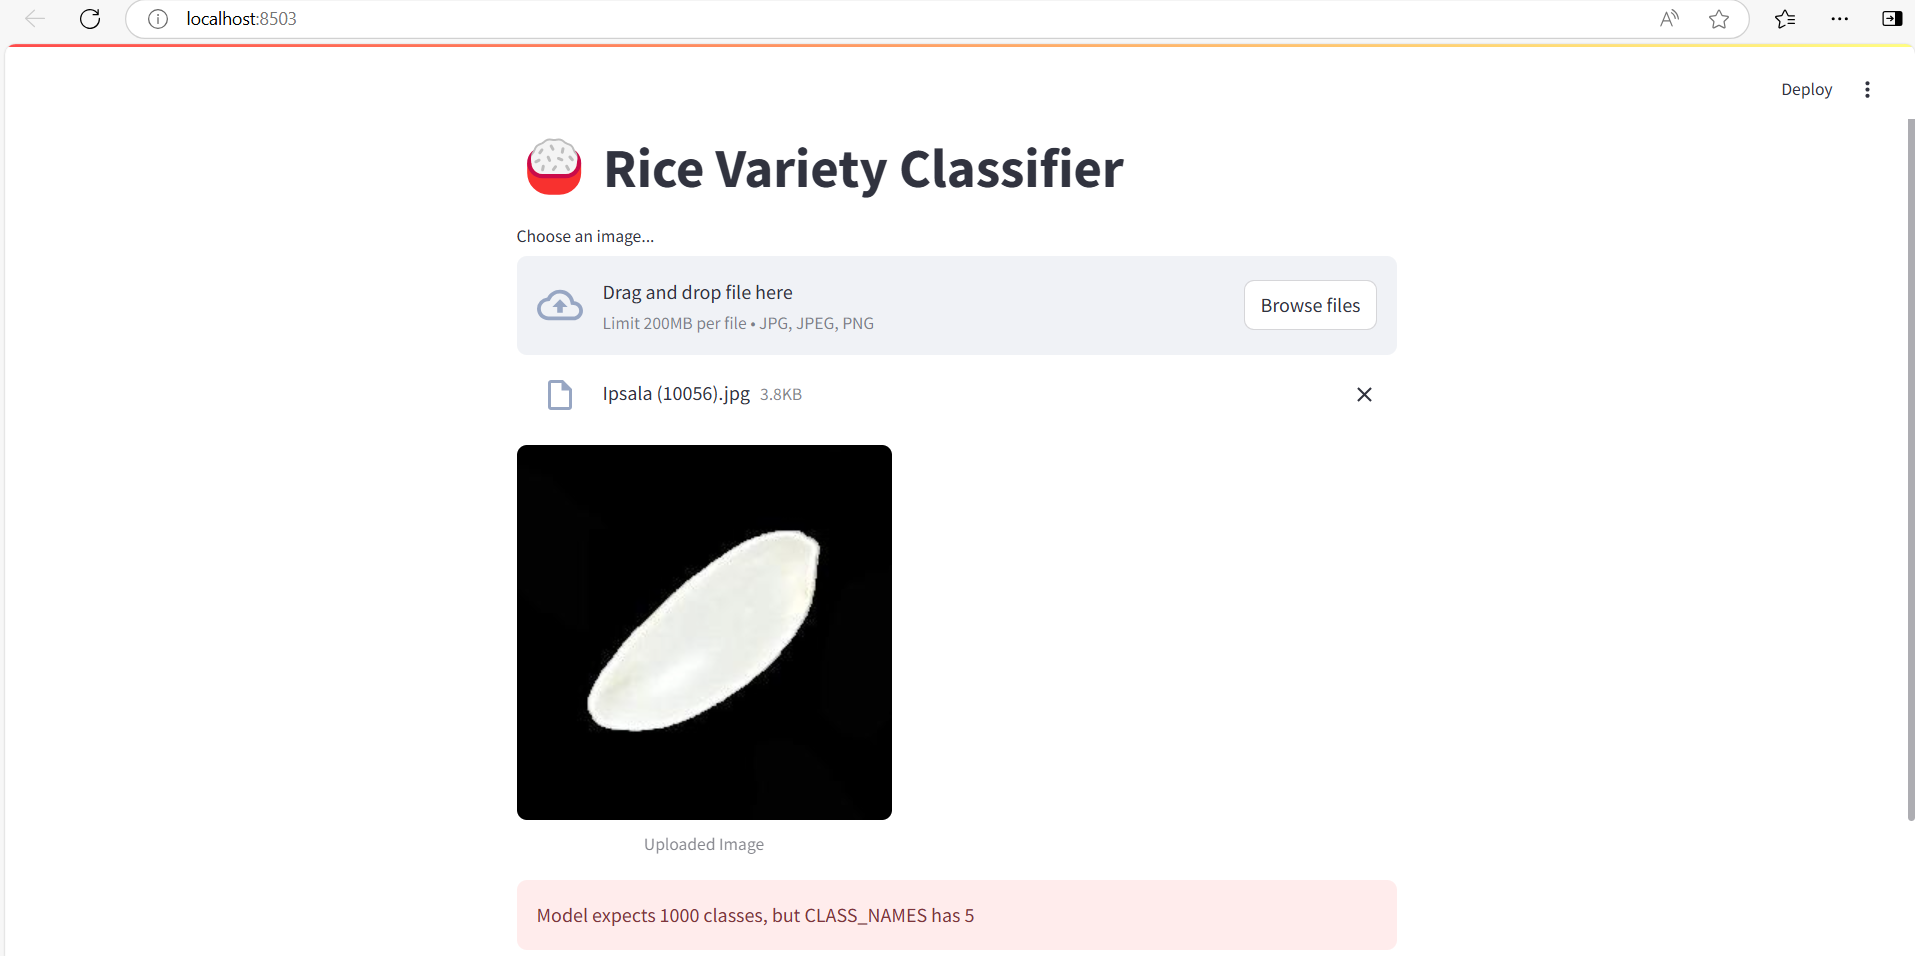 localhost:8503
Deploy
Rice Variety Classifier
Choose an image...
Drag and drop file here
Limit 200MB per file • JPG, JPEG, PNG
Browse files
Ipsala (10056).jpg 3.8KB
Uploaded Image
Model expects 1000 classes, but CLASS_NAMES has 5